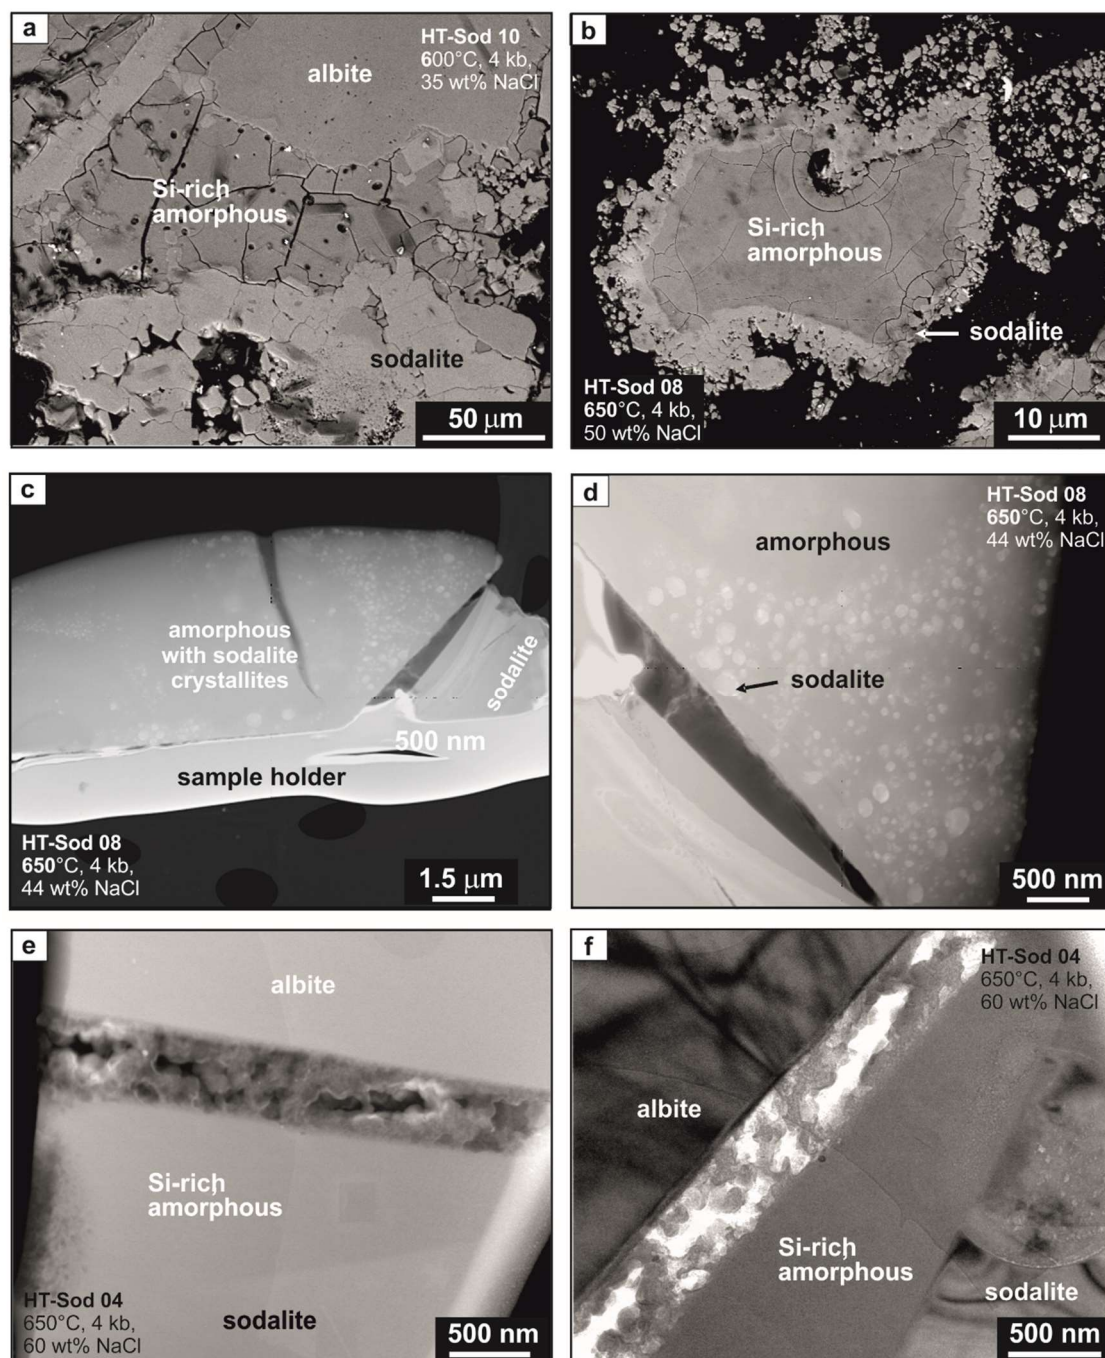 a
HT-Sod 10
600°C, 4 kb,
35 wt% NaCl
albite
Si-rich
amorphous
sodalite
50 μm
b
Si-rich
amorphous
sodalite
HT-Sod 08
650°C, 4 kb,
50 wt% NaCl
10 μm
c
amorphous
with sodalite
crystallites
sodalite
500 nm
sample holder
HT-Sod 08
650°C, 4 kb,
44 wt% NaCl
1.5 μm
d
HT-Sod 08
650°C, 4 kb,
44 wt% NaCl
amorphous
sodalite
500 nm
e
albite
Si-rich
amorphous
HT-Sod 04
650°C, 4 kb,
60 wt% NaCl
sodalite
500 nm
f
HT-Sod 04
650°C, 4 kb,
60 wt% NaCl
albite
Si-rich
amorphous
sodalite
500 nm